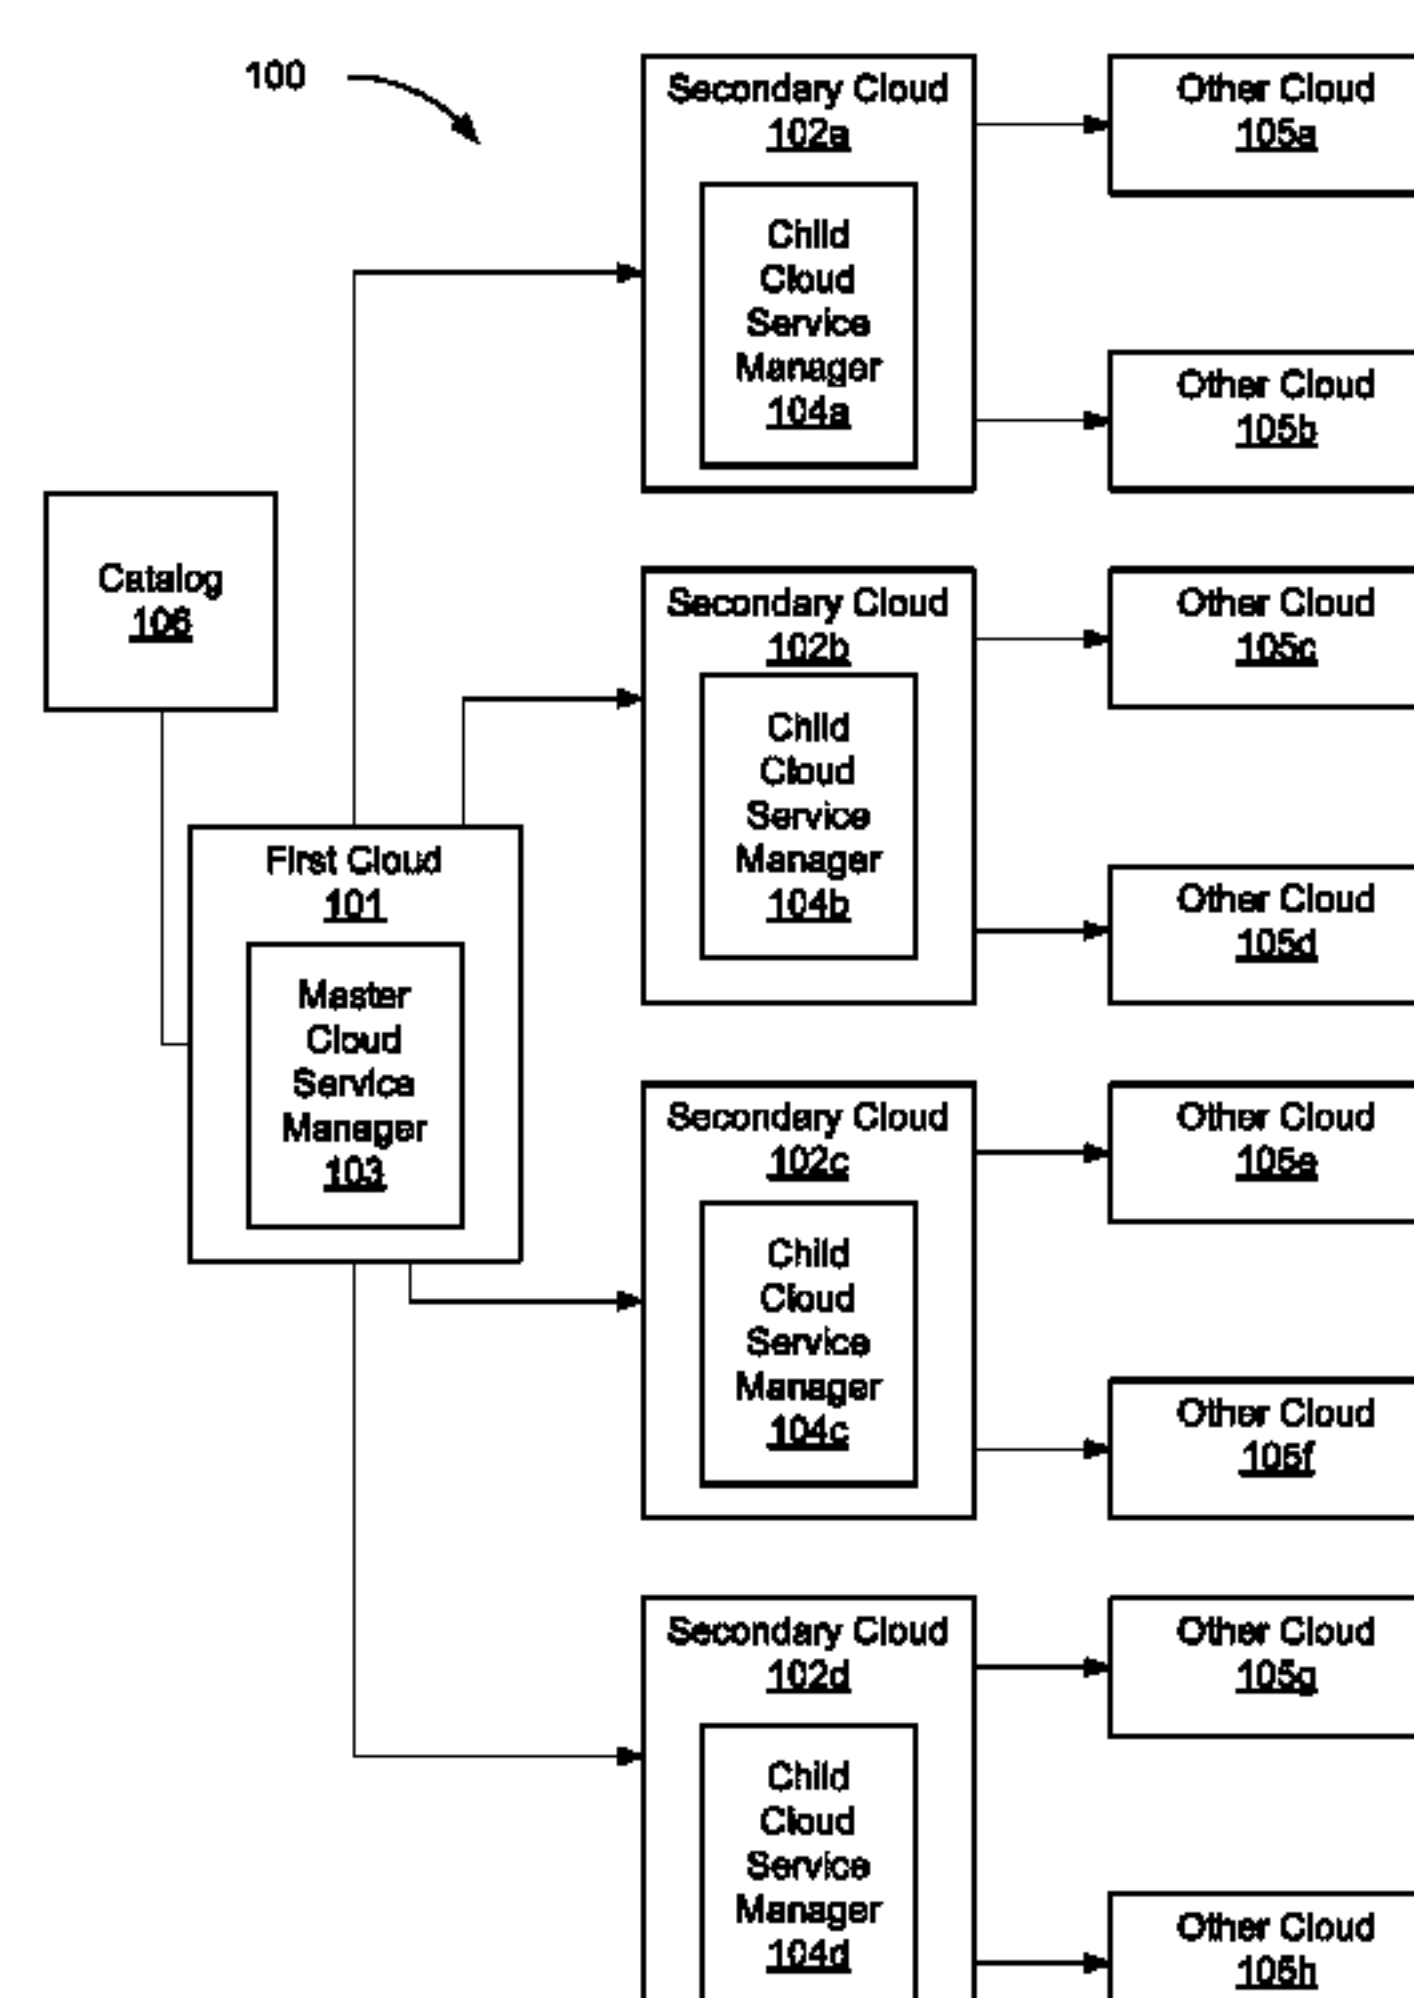 100
Secondary Cloud
102a
Child
Cloud
Service
Manager
104a
Other Cloud
105a
Other Cloud
105b
Catalog
106
First Cloud
101
Master
Cloud
Service
Manager
103
Secondary Cloud
102b
Child
Cloud
Service
Manager
104b
Other Cloud
105c
Other Cloud
105d
Secondary Cloud
102c
Child
Cloud
Service
Manager
104c
Other Cloud
105e
Other Cloud
105f
Secondary Cloud
102d
Child
Cloud
Service
Manager
104d
Other Cloud
105g
Other Cloud
105h